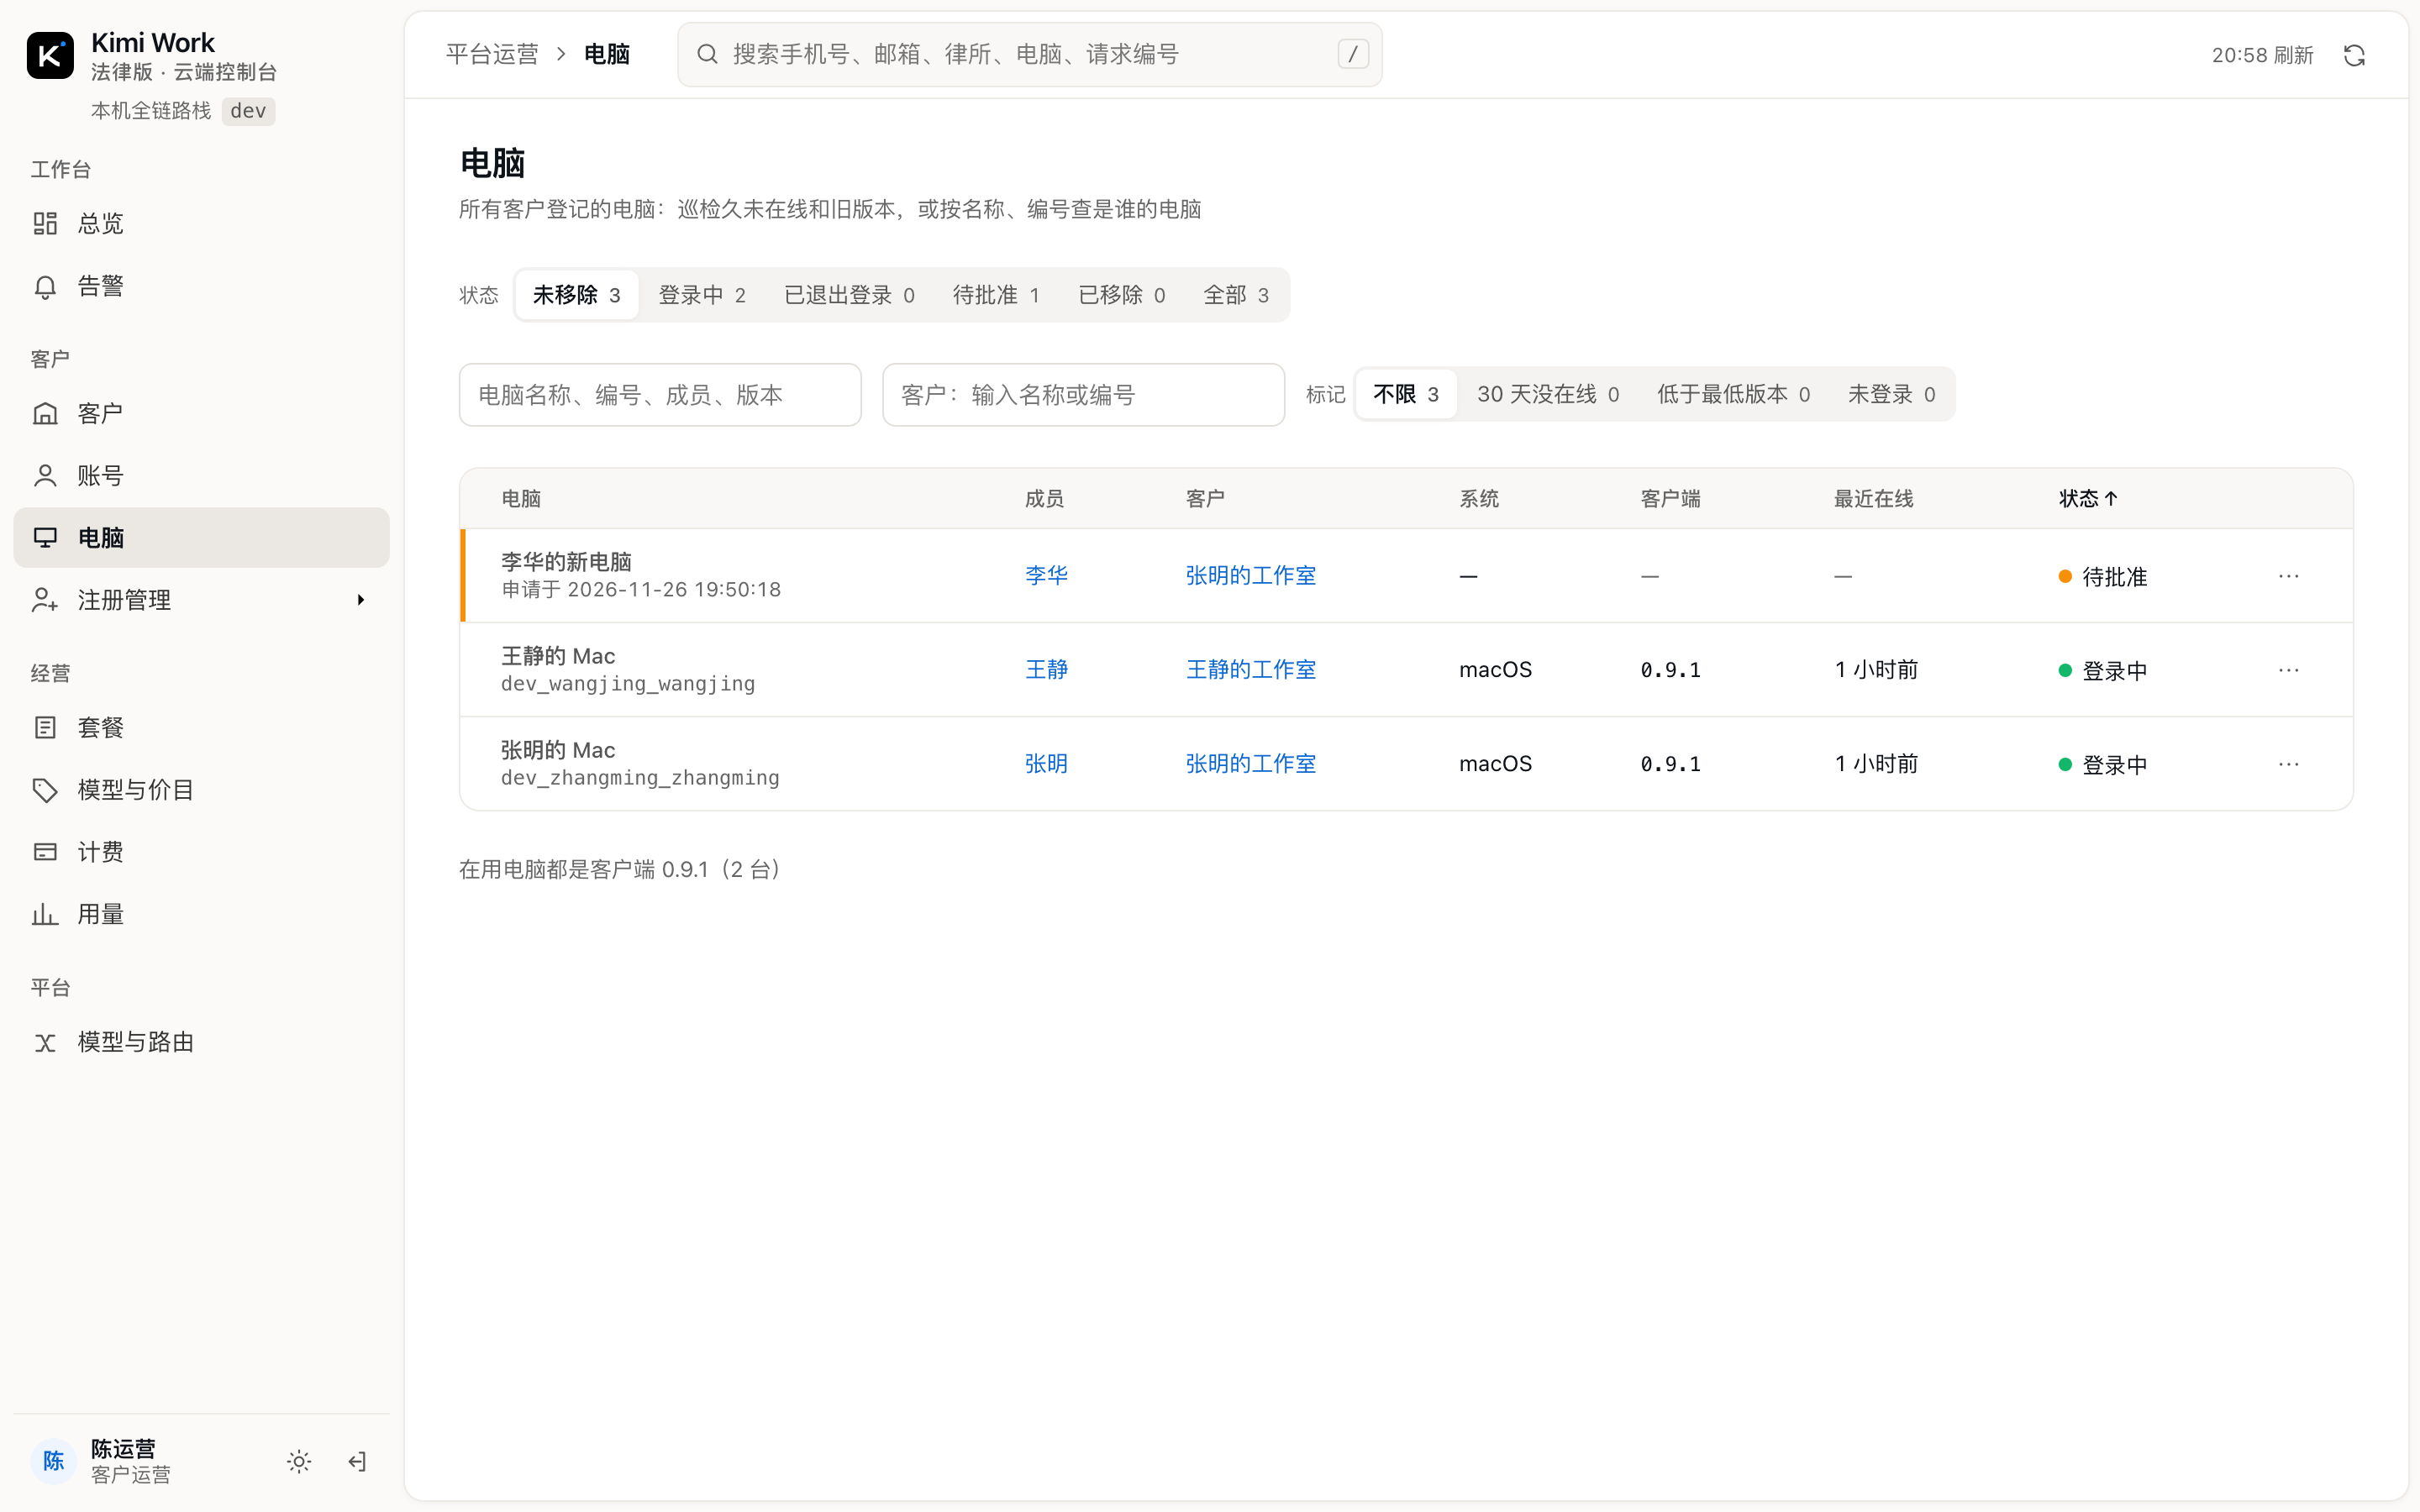 Kimi Work
法律版 · 云端控制台
本机全链路栈 dev
工作台
总览
告警
客户
客户
账号
电脑
注册管理
经营
套餐
模型与价目
计费
用量
平台
模型与路由
陈 陈运营
客户运营
平台运营 > 电脑
搜索手机号、邮箱、律所、电脑、请求编号 /
20:58 刷新
电脑
所有客户登记的电脑：巡检久未在线和旧版本，或按名称、编号查是谁的电脑
状态 未移除 3 登录中 2 已退出登录 0 待批准 1 已移除 0 全部 3
电脑名称、编号、成员、版本 客户：输入名称或编号 标记 不限 3 30 天没在线 0 低于最低版本 0 未登录 0
电脑 成员 客户 系统 客户端 最近在线 状态 ↑
李华的新电脑 李华 张明的工作室 — — — 待批准 ···
申请于 2026-11-26 19:50:18
王静的 Mac 王静 王静的工作室 macOS 0.9.1 1 小时前 登录中 ···
dev_wangjing_wangjing
张明的 Mac 张明 张明的工作室 macOS 0.9.1 1 小时前 登录中 ···
dev_zhangming_zhangming
在用电脑都是客户端 0.9.1（2 台）